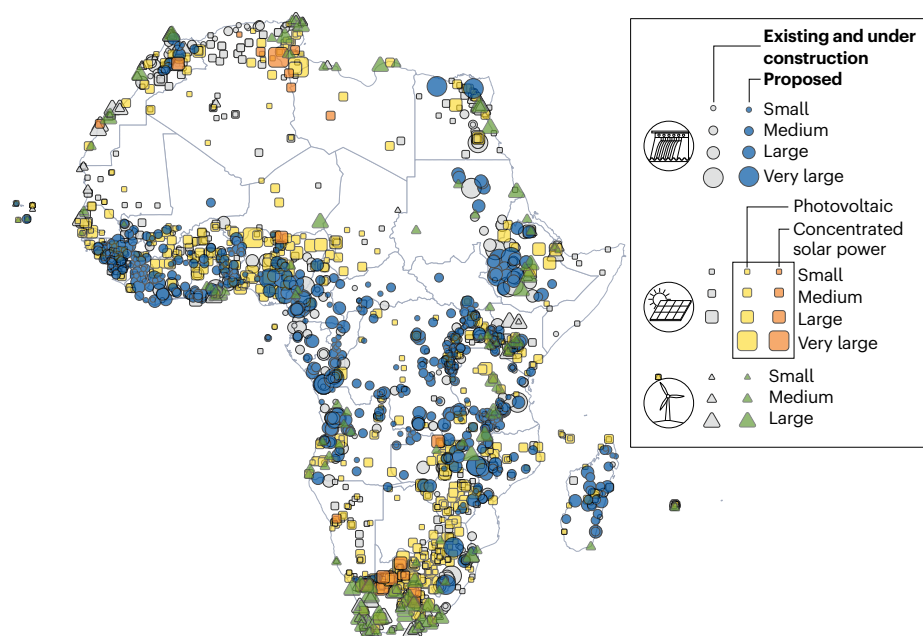 Existing and under
construction
Proposed
Small
Medium
Large
Very large
Photovoltaic
Concentrated
solar power
Small
Medium
Large
Very large
Small
Medium
Large